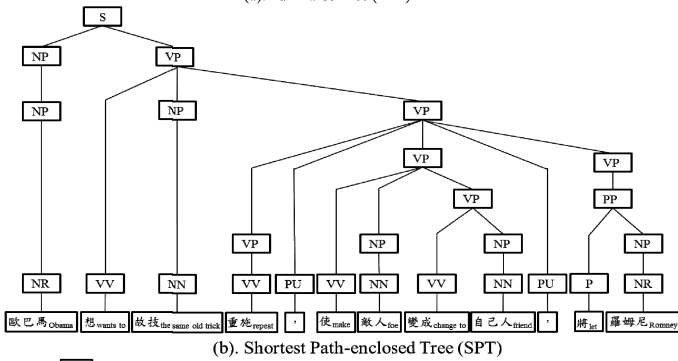 S
NP VP
NP NP VP
VP VP
VP PP
VP NP NP NP
NR VV NN VV PU VV NN VV NN PU P NR
歐巴馬Obama 想wants to 故技the same old trick 重施repeat , 使make 敵人foe 變成change to 自己人friend , 將let 羅姆尼Romney
(b). Shortest Path-enclosed Tree (SPT)